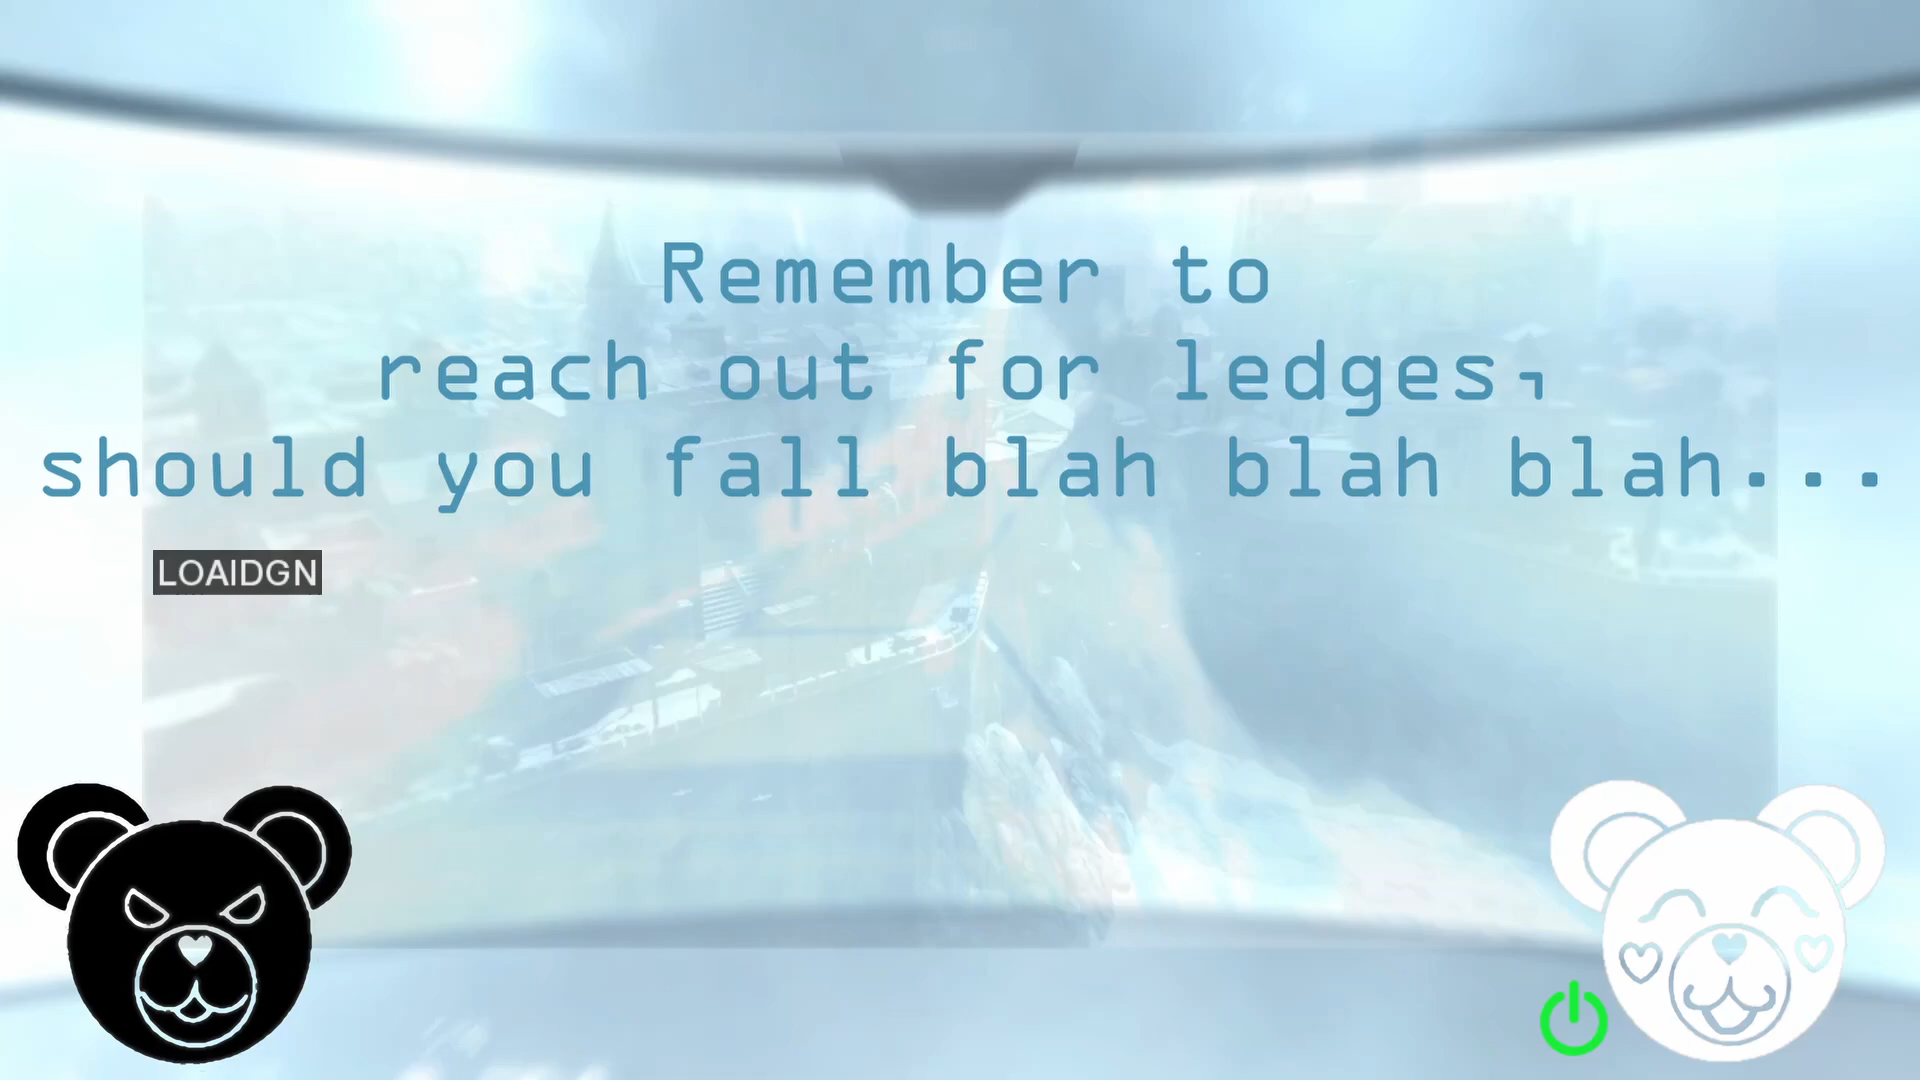 Remember to
reach out for ledges,
should you fall blah blah blah...
LOAIDGN